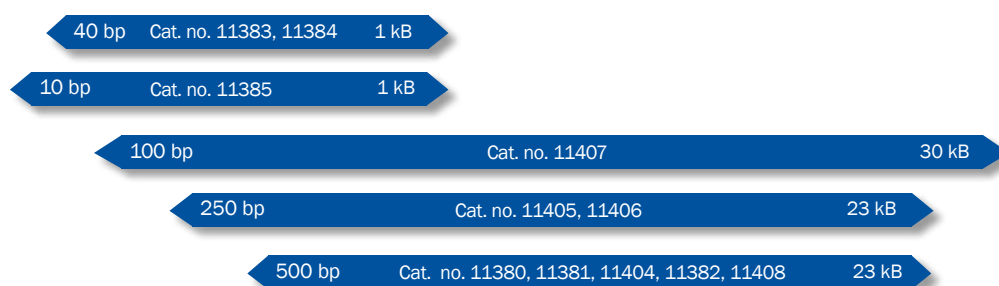 40 bp Cat. no. 11383, 11384 1 kB
10 bp Cat. no. 11385 1 kB
100 bp Cat. no. 11407 30 kB
250 bp Cat. no. 11405, 11406 23 kB
500 bp Cat. no. 11380, 11381, 11404, 11382, 11408 23 kB